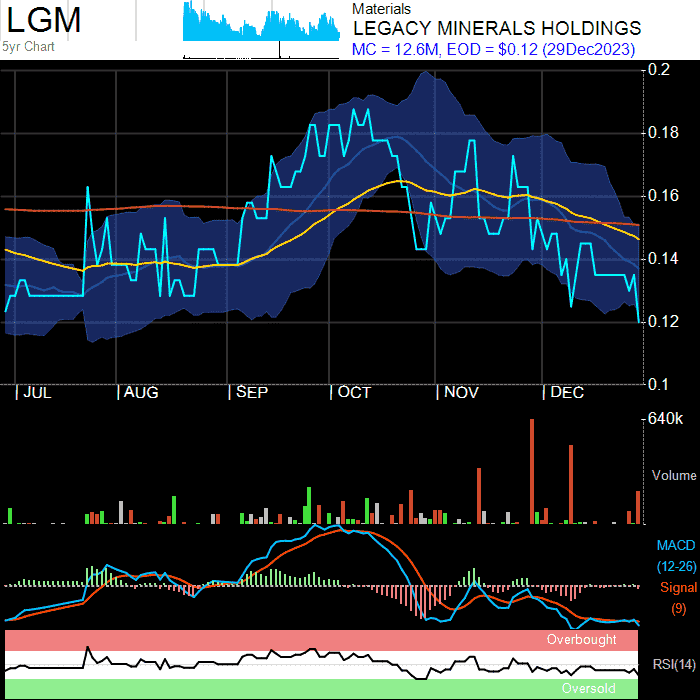 LGM
5yr Chart
Materials
LEGACY MINERALS HOLDINGS
MC = 12.6M, EOD = $0.12 (29Dec2023)
0.2
0.18
0.16
0.14
0.12
0.1
JUL AUG SEP OCT NOV DEC
640k
Volume
MACD
(12-26)
Signal
(9)
Overbought
RSI(14)
Oversold